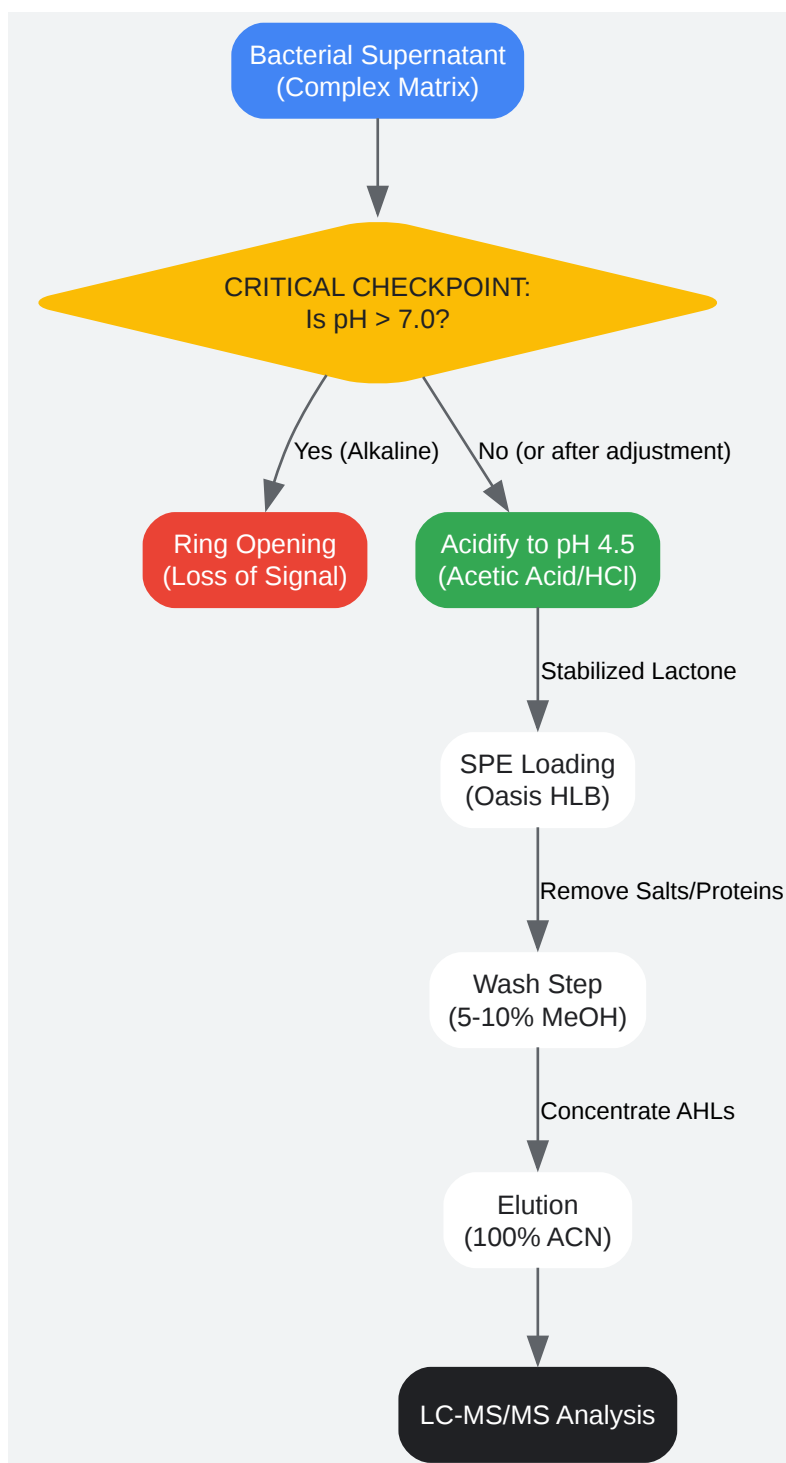 Bacterial Supernatant
(Complex Matrix)
CRITICAL CHECKPOINT:
Is pH > 7.0?
Yes (Alkaline)
No (or after adjustment)
Ring Opening
(Loss of Signal)
Acidify to pH 4.5
(Acetic Acid/HCl)
Stabilized Lactone
SPE Loading
(Oasis HLB)
Remove Salts/Proteins
Wash Step
(5-10% MeOH)
Concentrate AHLs
Elution
(100% ACN)
LC-MS/MS Analysis